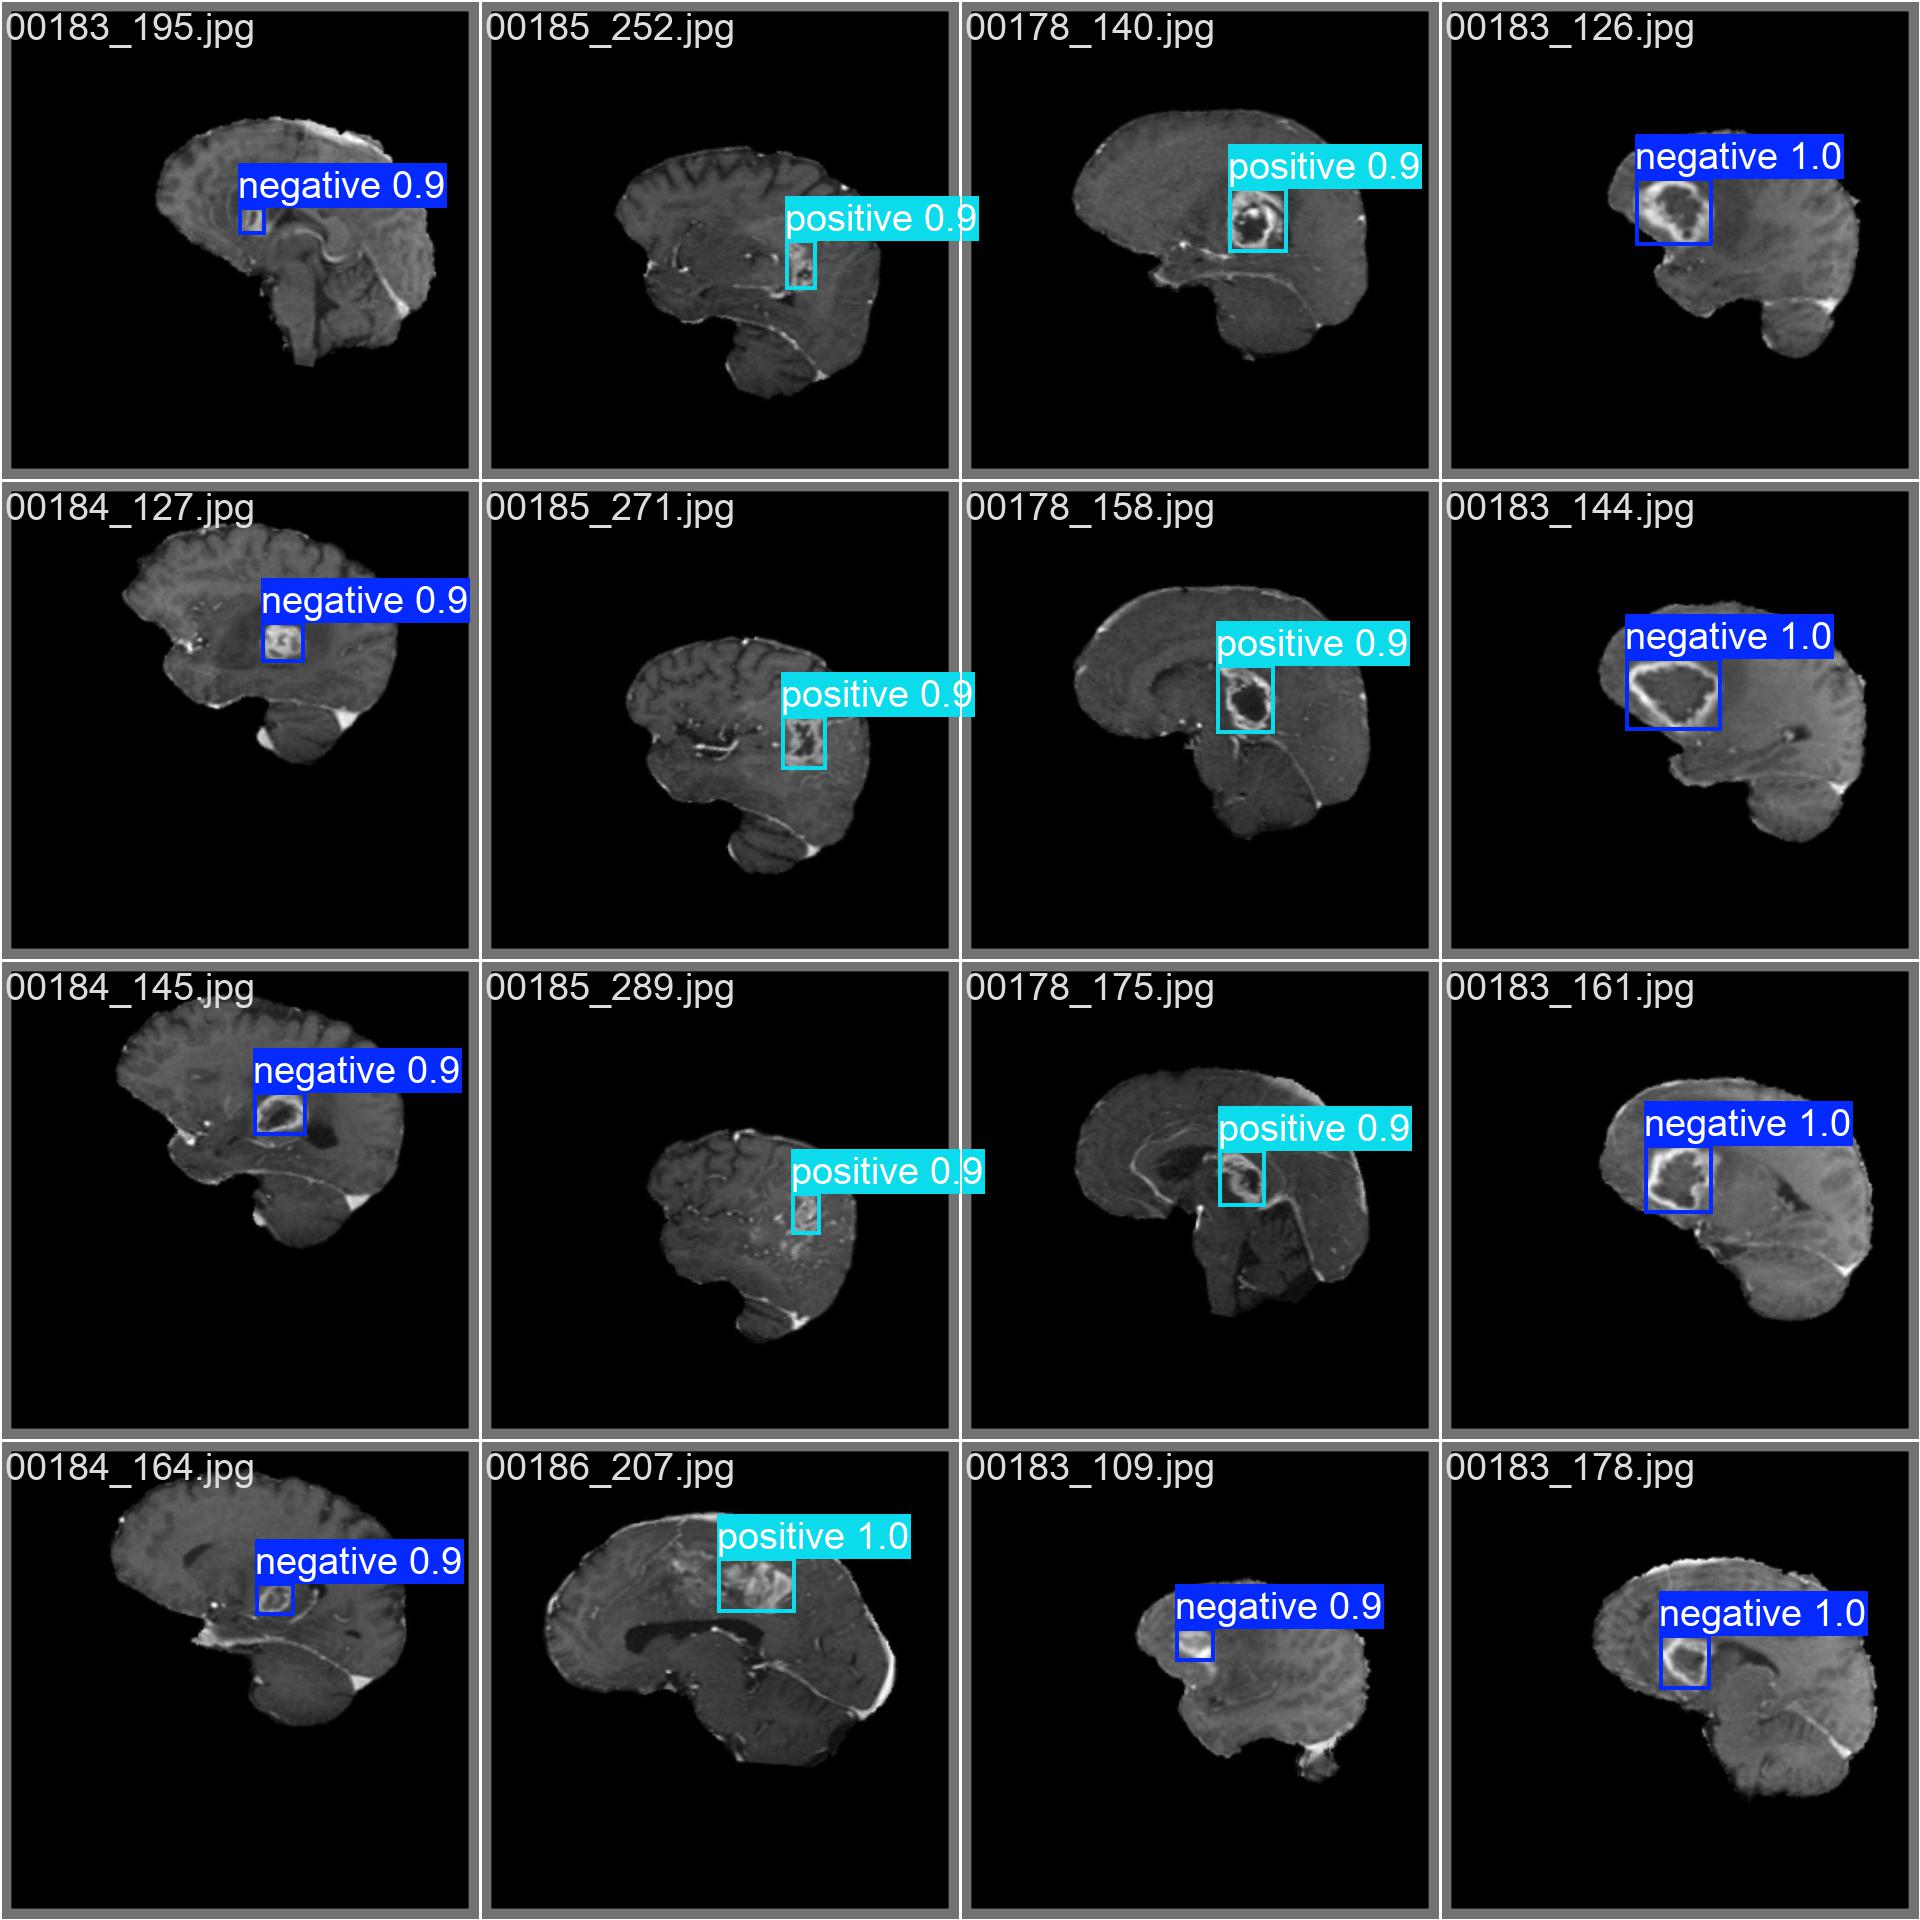 00183_195.jpg
negative 0.9
00185_252.jpg
positive 0.9
00178_140.jpg
positive 0.9
00183_126.jpg
negative 1.0
00184_127.jpg
negative 0.9
00185_271.jpg
positive 0.9
00178_158.jpg
positive 0.9
00183_144.jpg
negative 1.0
00184_145.jpg
negative 0.9
00185_289.jpg
positive 0.9
00178_175.jpg
positive 0.9
00183_161.jpg
negative 1.0
00184_164.jpg
negative 0.9
00186_207.jpg
positive 1.0
00183_109.jpg
negative 0.9
00183_178.jpg
negative 1.0